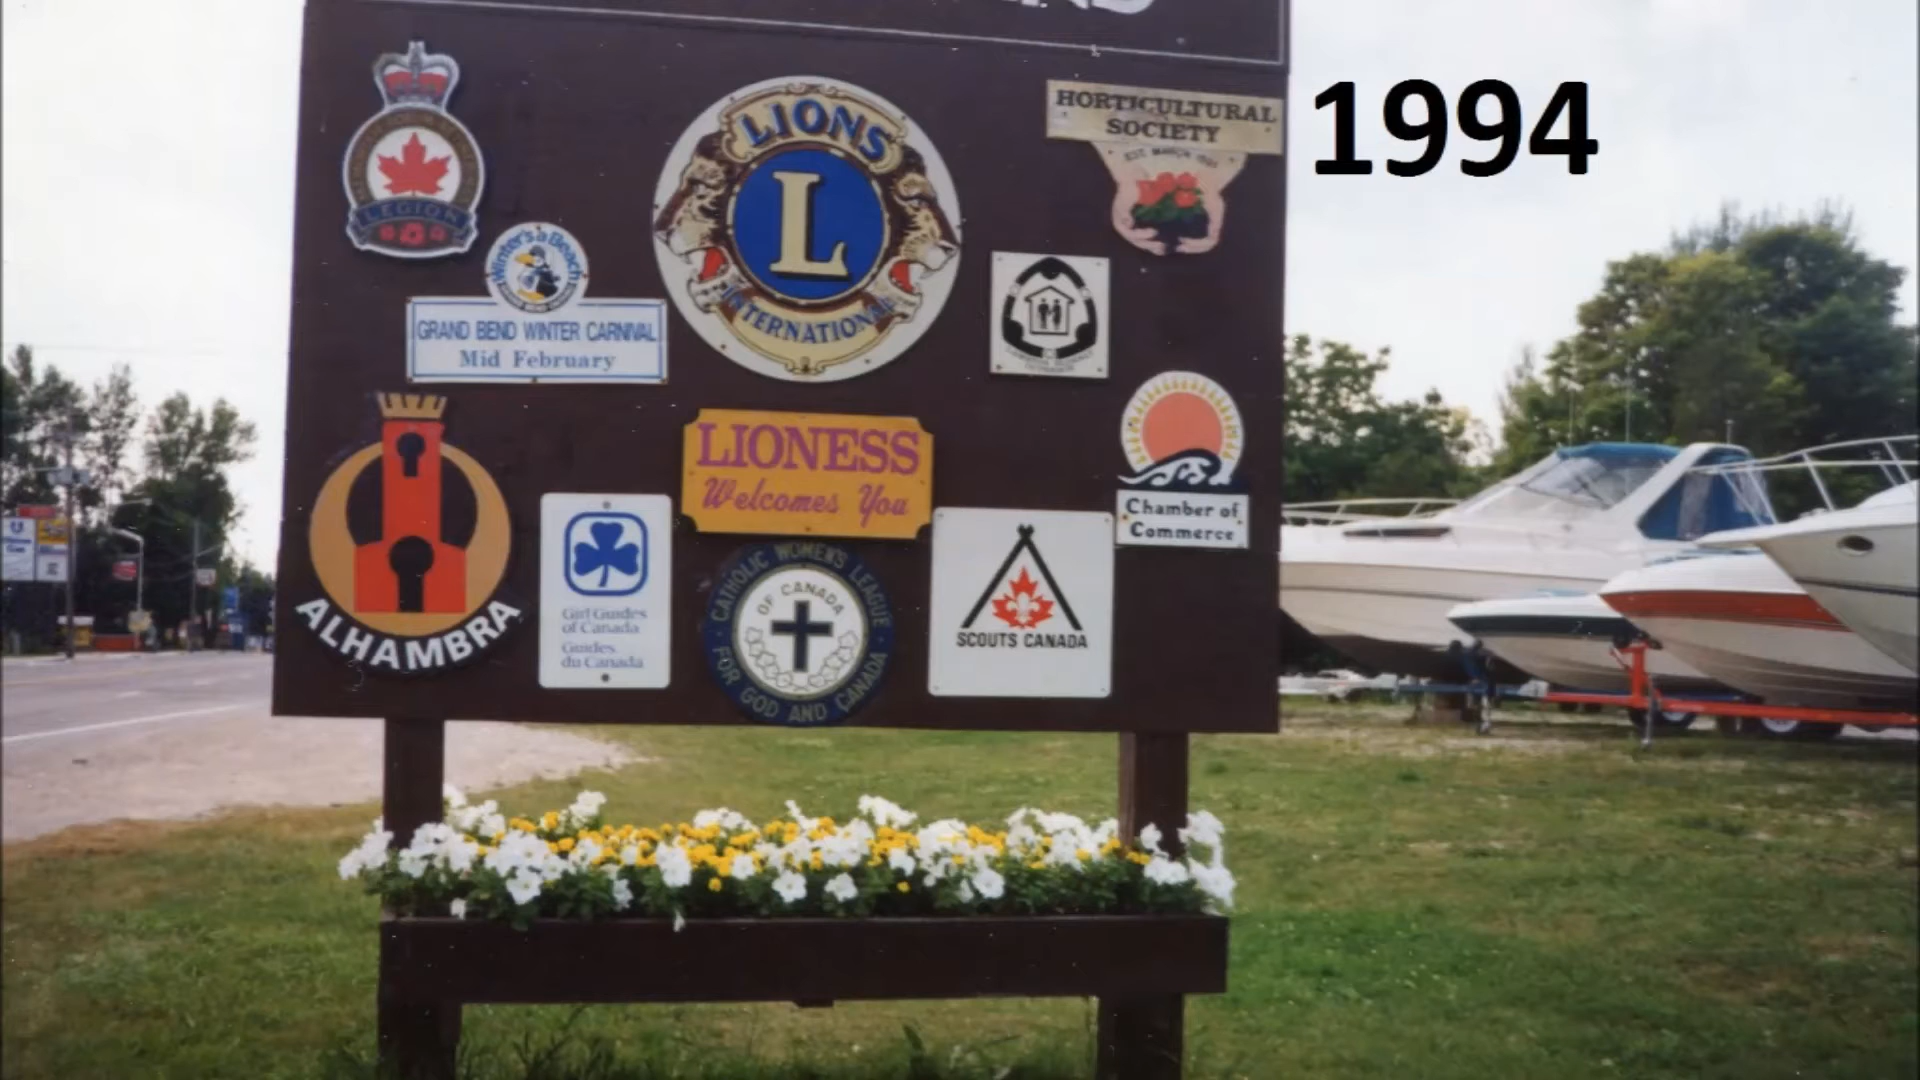 1994
LEGION
LIONS
L
INTERNATIONAL
HORTICULTURAL
SOCIETY
Winter's a Beach
GRAND BEND WINTER CARNIVAL
Mid February
LIONESS
Welcomes You
Chamber of
Commerce
ALHAMBRA
Girl Guides
of Canada
Guides
du Canada
CATHOLIC WOMEN'S LEAGUE
OF CANADA
FOR GOD AND CANADA
SCOUTS CANADA